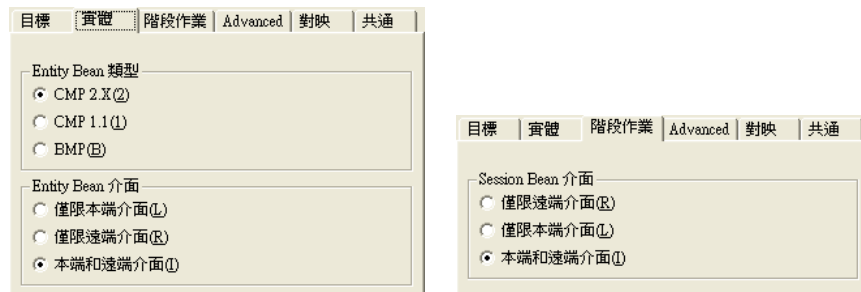 目標 實體 階段作業 Advanced 對映 共通
Entity Bean 類型
CMP 2.X(2)
CMP 1.1(1)
BMP(B)
Entity Bean 介面
僅限本端介面(L)
僅限遠端介面(R)
本端和遠端介面(I)
目標 實體 階段作業 Advanced 對映 共通
Session Bean 介面
僅限遠端介面(R)
僅限本端介面(L)
本端和遠端介面(I)